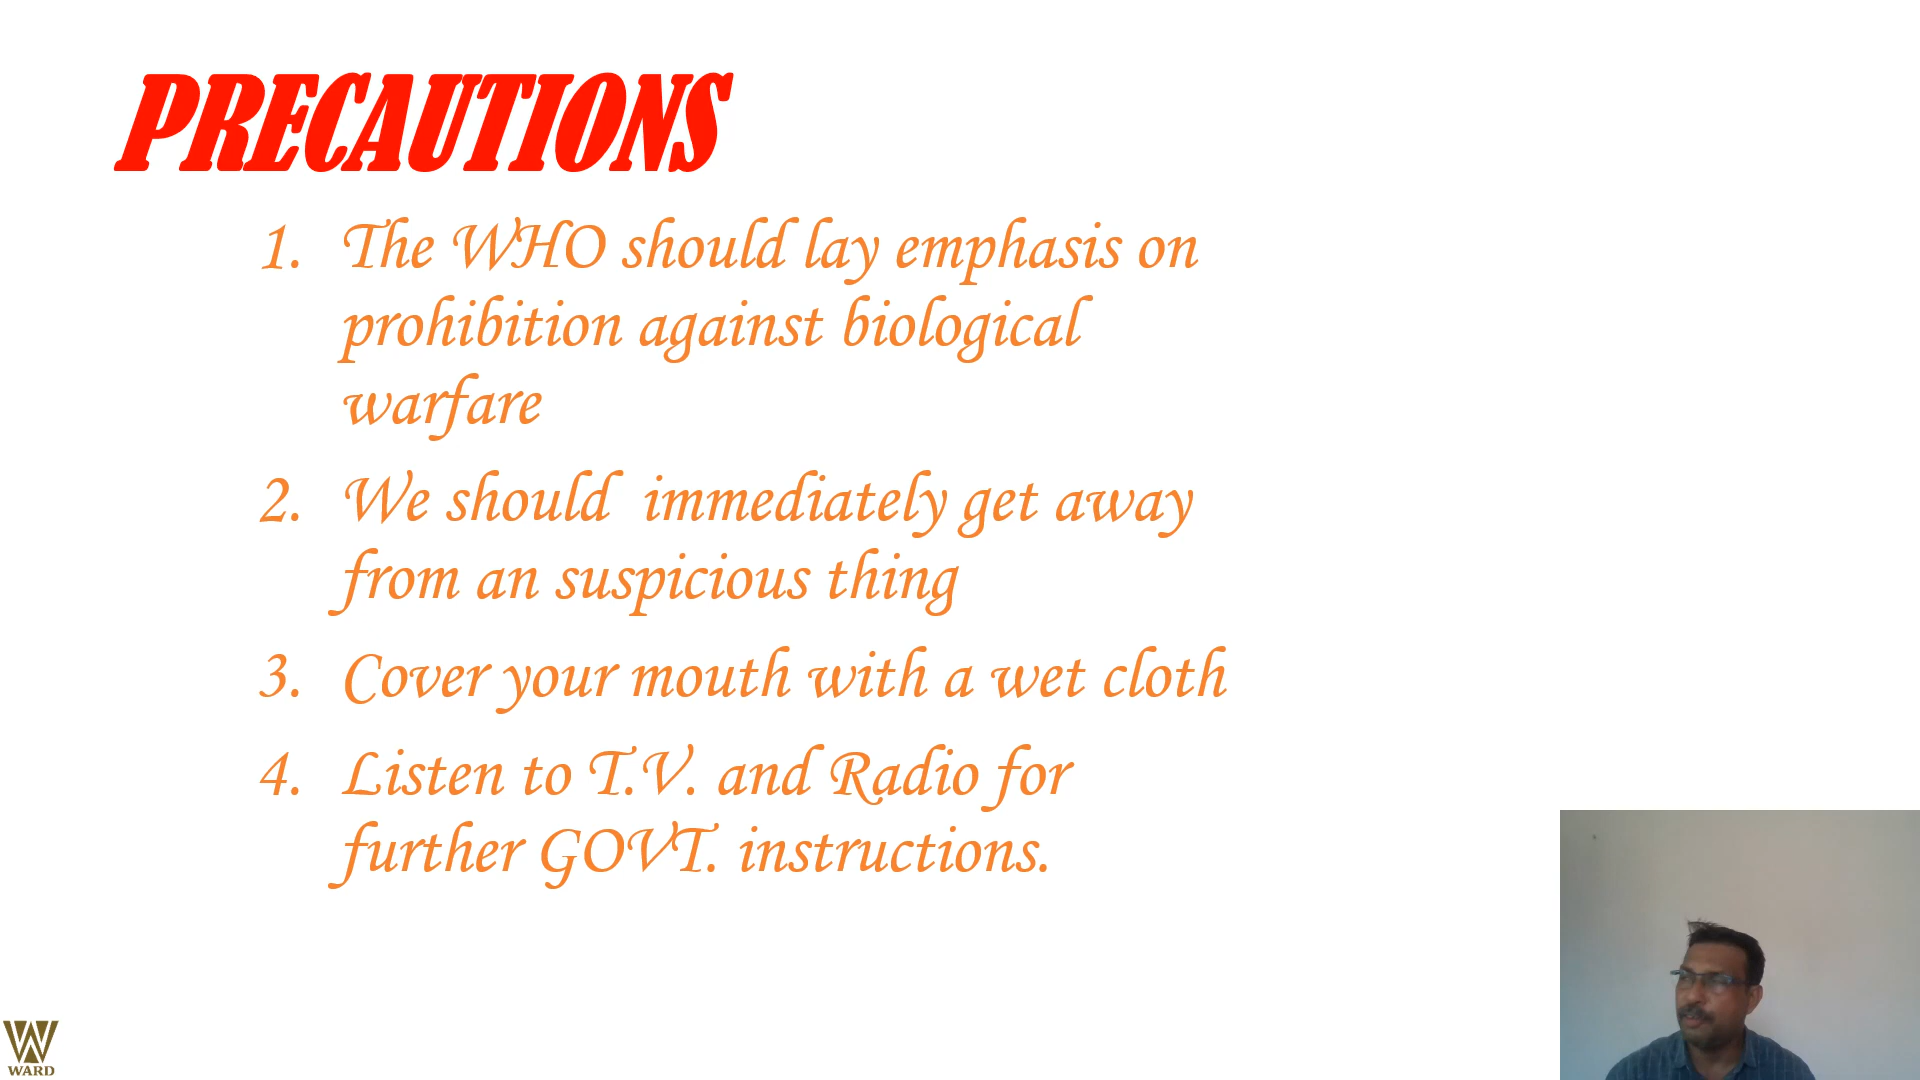 PRECAUTIONS
1. The WHO should lay emphasis on
prohibition against biological
warfare
2. We should immediately get away
from an suspicious thing
3. Cover your mouth with a wet cloth
4. Listen to T.V. and Radio for
further GOVT. instructions.
WARD